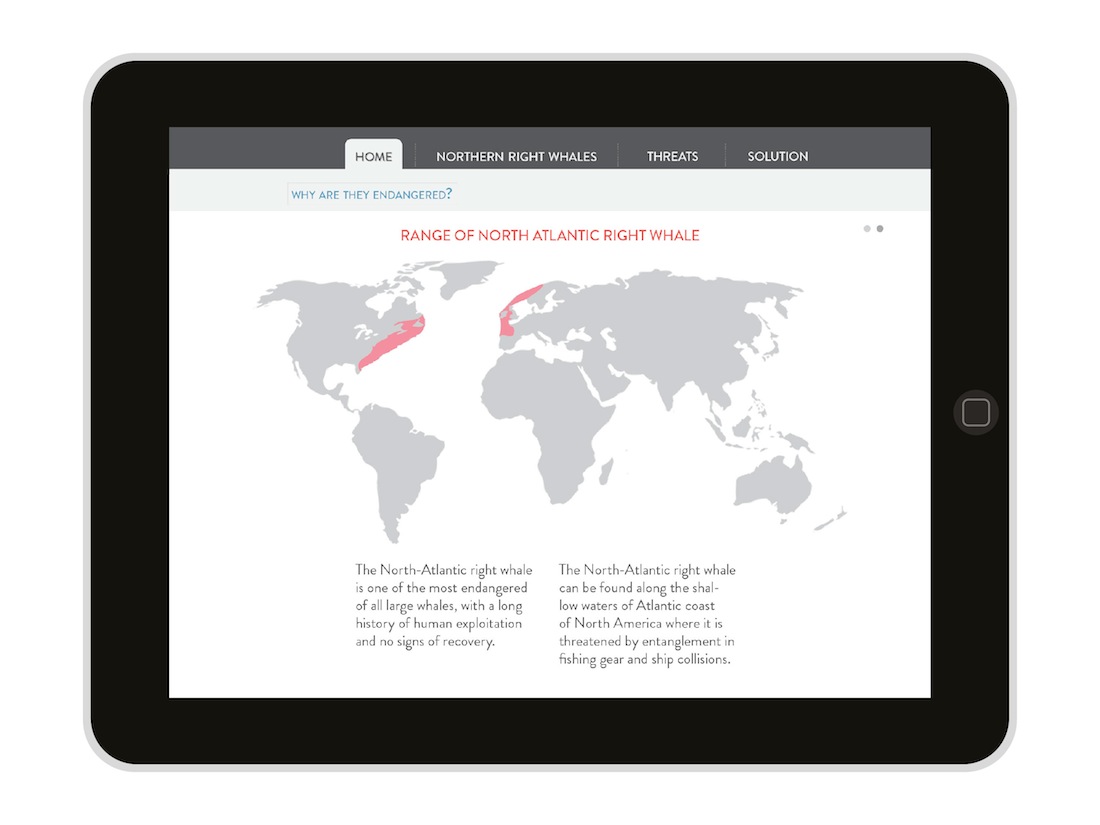 HOME
NORTHERN RIGHT WHALES
THREATS
SOLUTION
WHY ARE THEY ENDANGERED?
RANGE OF NORTH ATLANTIC RIGHT WHALE
The North-Atlantic right whale
is one of the most endangered
of all large whales, with a long
history of human exploitation
and no signs of recovery.
The North-Atlantic right whale
can be found along the shal-
low waters of Atlantic coast
of North America where it is
threatened by entanglement in
fishing gear and ship collisions.